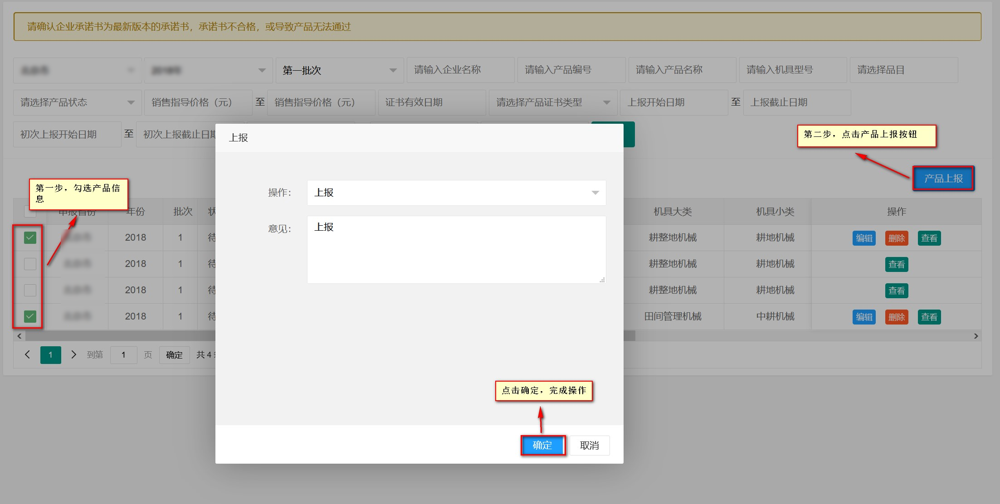 请确认企业承诺书为最新版本的承诺书，承诺书不合格，或导致产品无法通过
第一批次 请输入企业名称 请输入产品编号 请输入产品名称 请输入机具型号 请选择品目
请选择产品状态 销售指导价格（元） 至 销售指导价格（元） 证书有效日期 请选择产品证书类型 上报开始日期 至 上报截止日期
初次上报开始日期 至 初次上报截止日期
上报
第二步，点击产品上报按钮
产品上报
第一步，勾选产品信
息
操作： 上报
意见： 上报
申报省份 年份 批次 状 机具大类 机具小类 操作
2018 1 待 耕整地机械 耕地机械 编辑 删除 查看
2018 1 待 耕整地机械 耕地机械 查看
2018 1 待 耕整地机械 耕地机械 查看
2018 1 待 田间管理机械 中耕机械 编辑 删除 查看
1 到第 1 页 确定 共 4
点击确定，完成操作
确定 取消